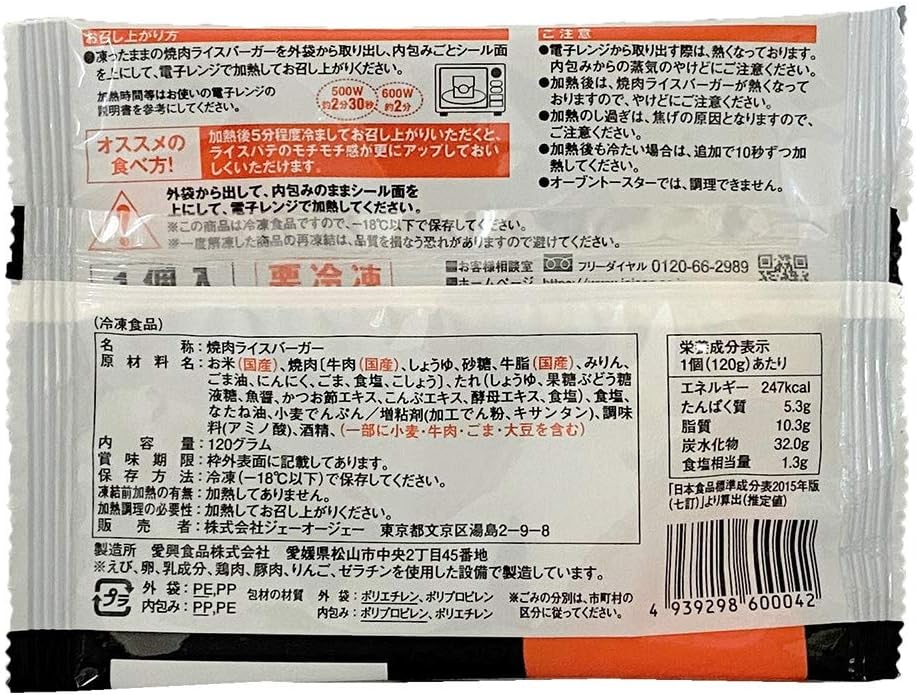 お召し上がり方
●凍ったままの焼肉ライスバーガーを外袋から取り出し、内包みごとシール面
を上にして、電子レンジで加熱してお召し上がりください。
加熱時間等はお使いの電子レンジの
説明書を参考にしてください。
500W
約2分30秒
600W
約2分
オススメの
食べ方!
加熱後5分程度冷ましてお召し上がりいただくと、
ライスパテのモチモチ感が更にアップしておい
しくいただけます。
外袋から出して、内包みのままシール面を
上にして、電子レンジで加熱してください。
※この商品は冷凍食品ですので、−18℃以下で保存してください。
※一度解凍した商品の再凍結は、品質を損なう恐れがありますので避けてください。
ご注意
●電子レンジから取り出す際は、熱くなっております。
内包みからの蒸気のやけどにご注意ください。
●加熱後は、焼肉ライスバーガーが熱くなって
おりますので、やけどにご注意ください。
●加熱のし過ぎは、焦げの原因となりますので、
ご注意ください。
●加熱後も冷たい場合は、追加で10秒ずつ加
熱してください。
●オーブントースターでは、調理できません。
1個入
要冷凍
■お客様相談室 フリーダイヤル 0120-66-2989
■ホームページ
(冷凍食品)
名称:焼肉ライスバーガー
原材料名:お米(国産)、焼肉〔牛肉(国産)、しょうゆ、砂糖、牛脂(国産)、みりん、
ごま油、にんにく、ごま、食塩、こしょう〕、たれ(しょうゆ、果糖ぶどう糖
液糖、魚醤、かつお節エキス、こんぶエキス、酵母エキス、食塩)、食塩、
なたね油、小麦でんぷん/増粘剤(加工でん粉、キサンタン)、調味
料(アミノ酸)、酒精、(一部に小麦・牛肉・ごま・大豆を含む)
内容量:120グラム
賞味期限:枠外表面に記載してあります。
保存方法:冷凍(−18℃以下)で保存してください。
凍結前加熱の有無:加熱してありません。
加熱調理の必要性:加熱してお召し上がりください。
販売者:株式会社ジェーオージェー 東京都文京区湯島2−9−8
製造所 愛興食品株式会社 愛媛県松山市中央2丁目45番地
※えび、卵、乳成分、鶏肉、豚肉、りんご、ゼラチンを使用した設備で製造しています。
プラ
外袋:PE,PP
内包み:PP,PE
包材の材質 外袋:ポリエチレン、ポリプロピレン
内包み:ポリプロピレン、ポリエチレン
※ごみの分別は、市町村の
区分に従ってください。
栄養成分表示
1個(120g)あたり
エネルギー 247kcal
たんぱく質 5.3g
脂質 10.3g
炭水化物 32.0g
食塩相当量 1.3g
「日本食品標準成分表2015年版
(七訂)」より算出(推定値)
4 939298 600042